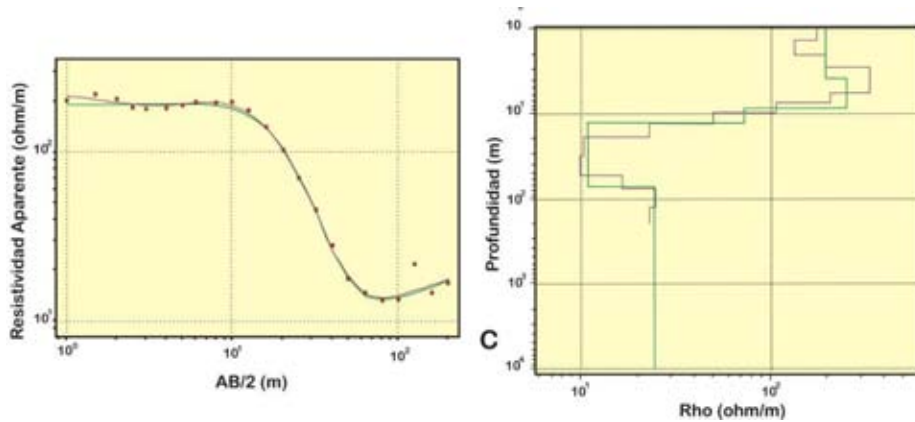 Resistividad Aparente (ohm/m)
10²
10¹
10⁰
10¹
10²
AB/2 (m)
Profundidad (m)
10
10¹
10²
10³
10⁴
10¹
10²
Rho (ohm/m)
C